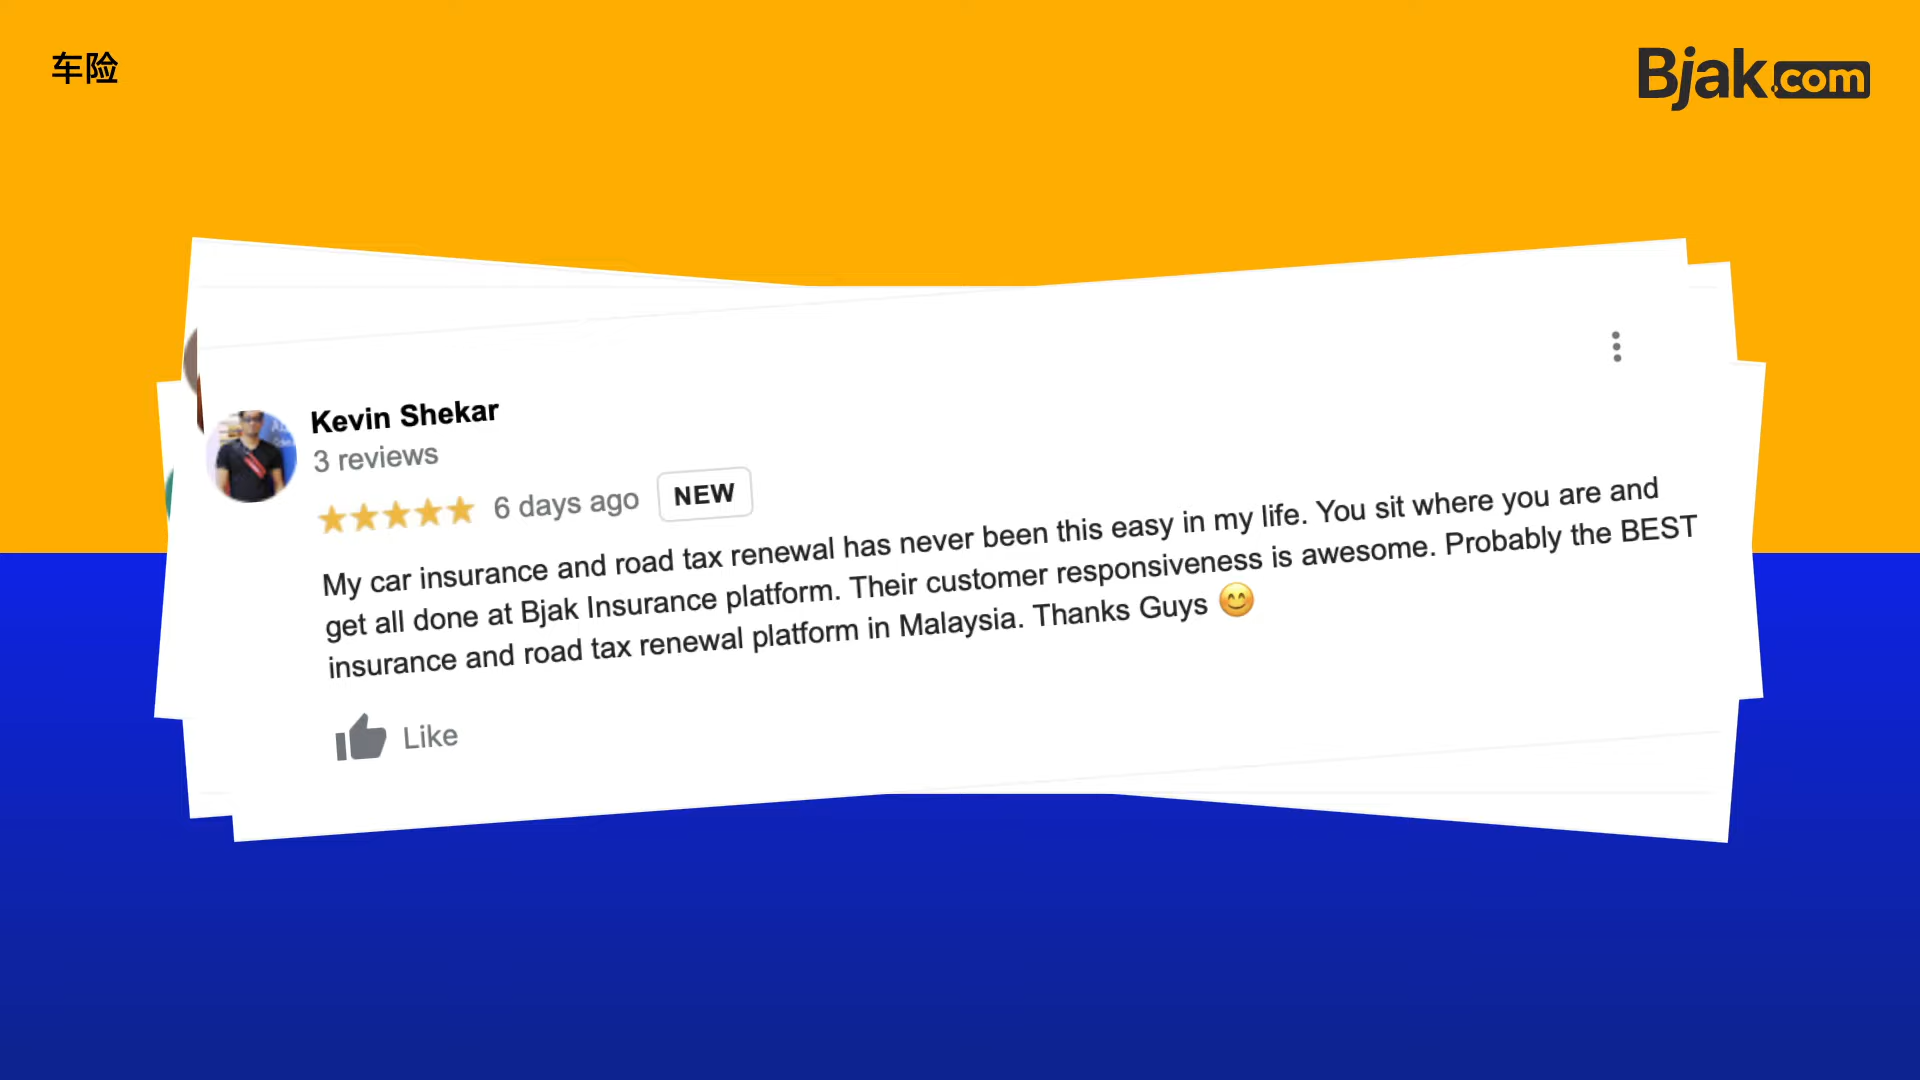 车险
Bjak.com
Kevin Shekar
3 reviews
6 days ago NEW
My car insurance and road tax renewal has never been this easy in my life. You sit where you are and
get all done at Bjak Insurance platform. Their customer responsiveness is awesome. Probably the BEST
insurance and road tax renewal platform in Malaysia. Thanks Guys 😊
Like